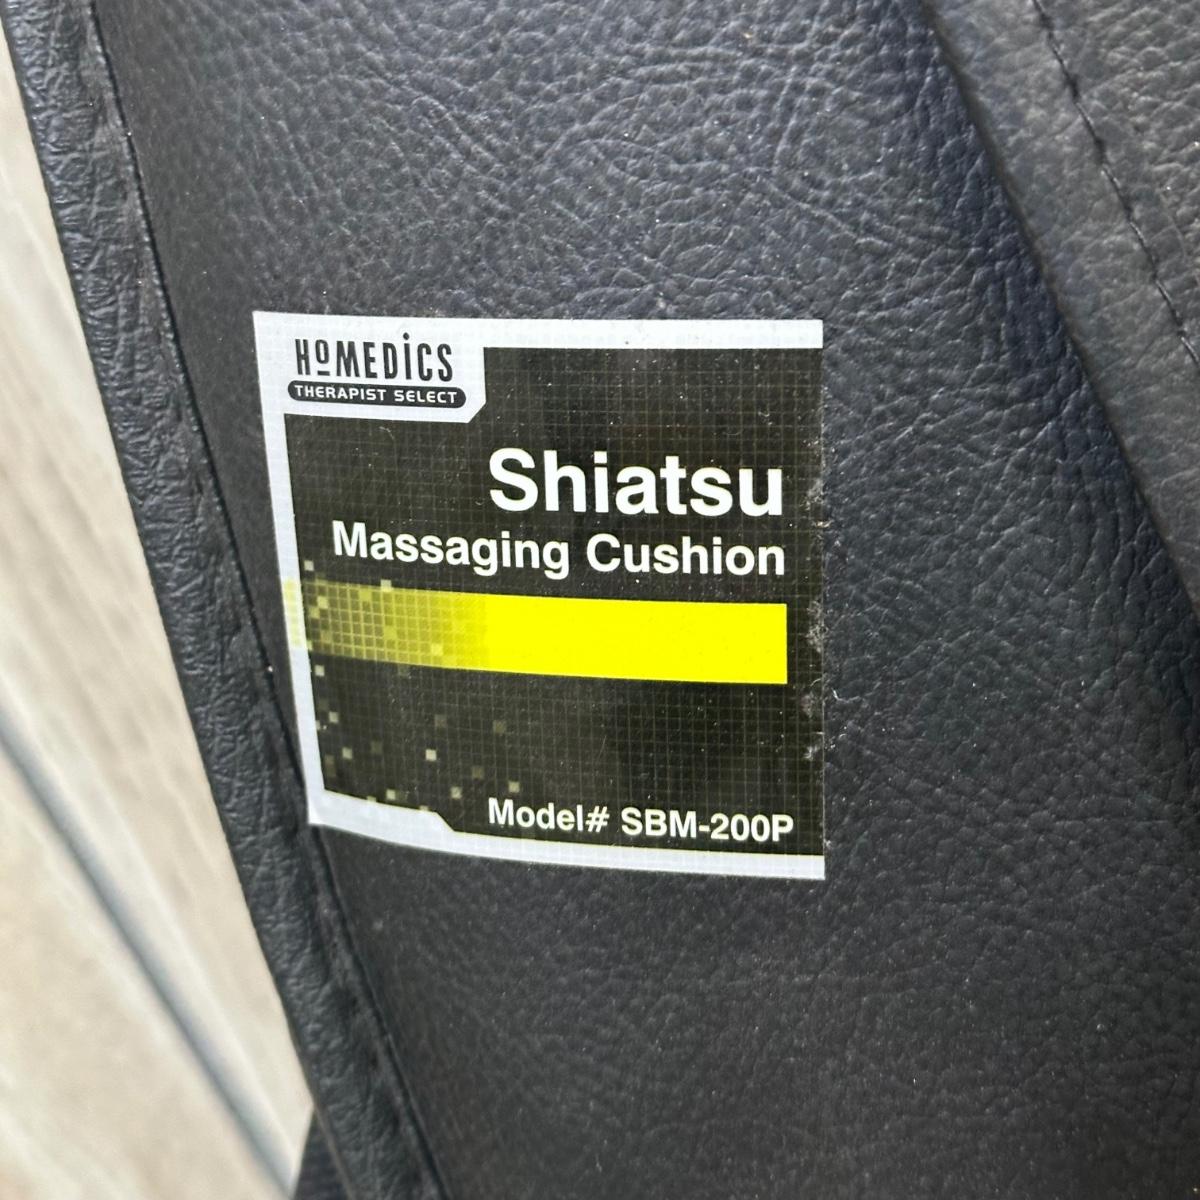 HoMEDiCS
THERAPIST SELECT
Shiatsu
Massaging Cushion
Model# SBM-200P